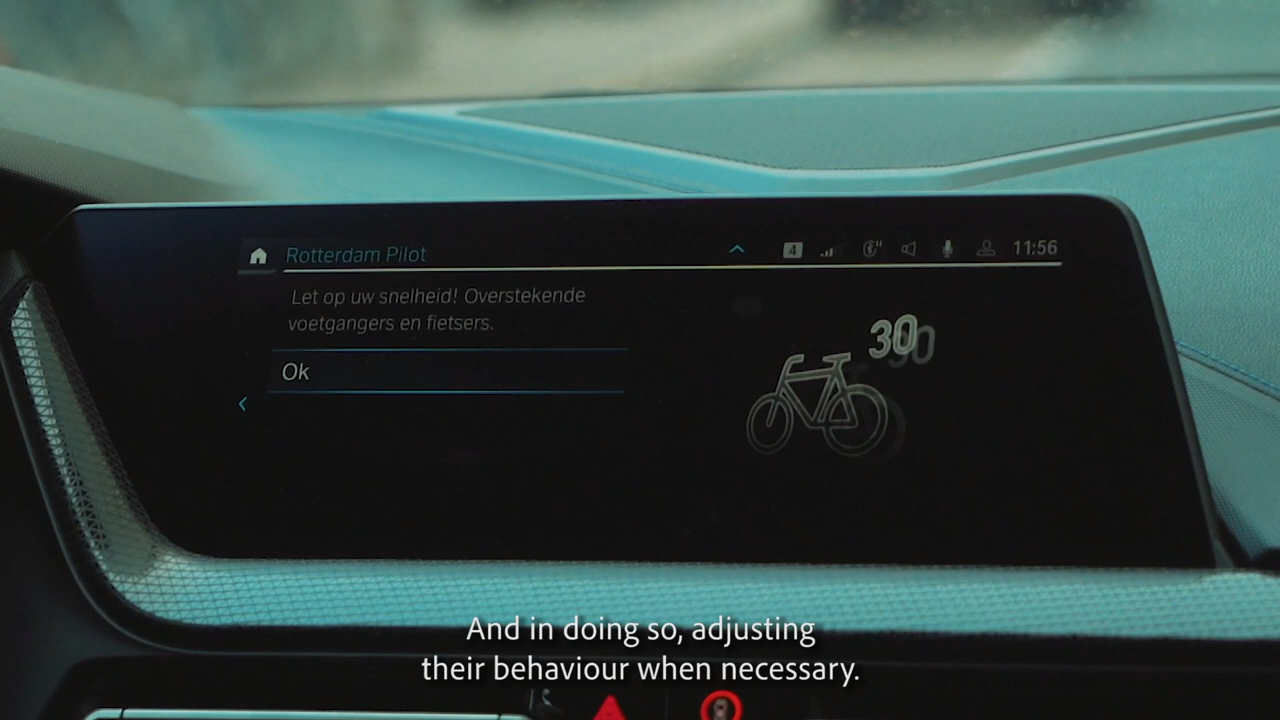 Rotterdam Pilot
4
11:56
Let op uw snelheid! Overstekende
voetgangers en fietsers.
30
Ok
And in doing so, adjusting
their behaviour when necessary.